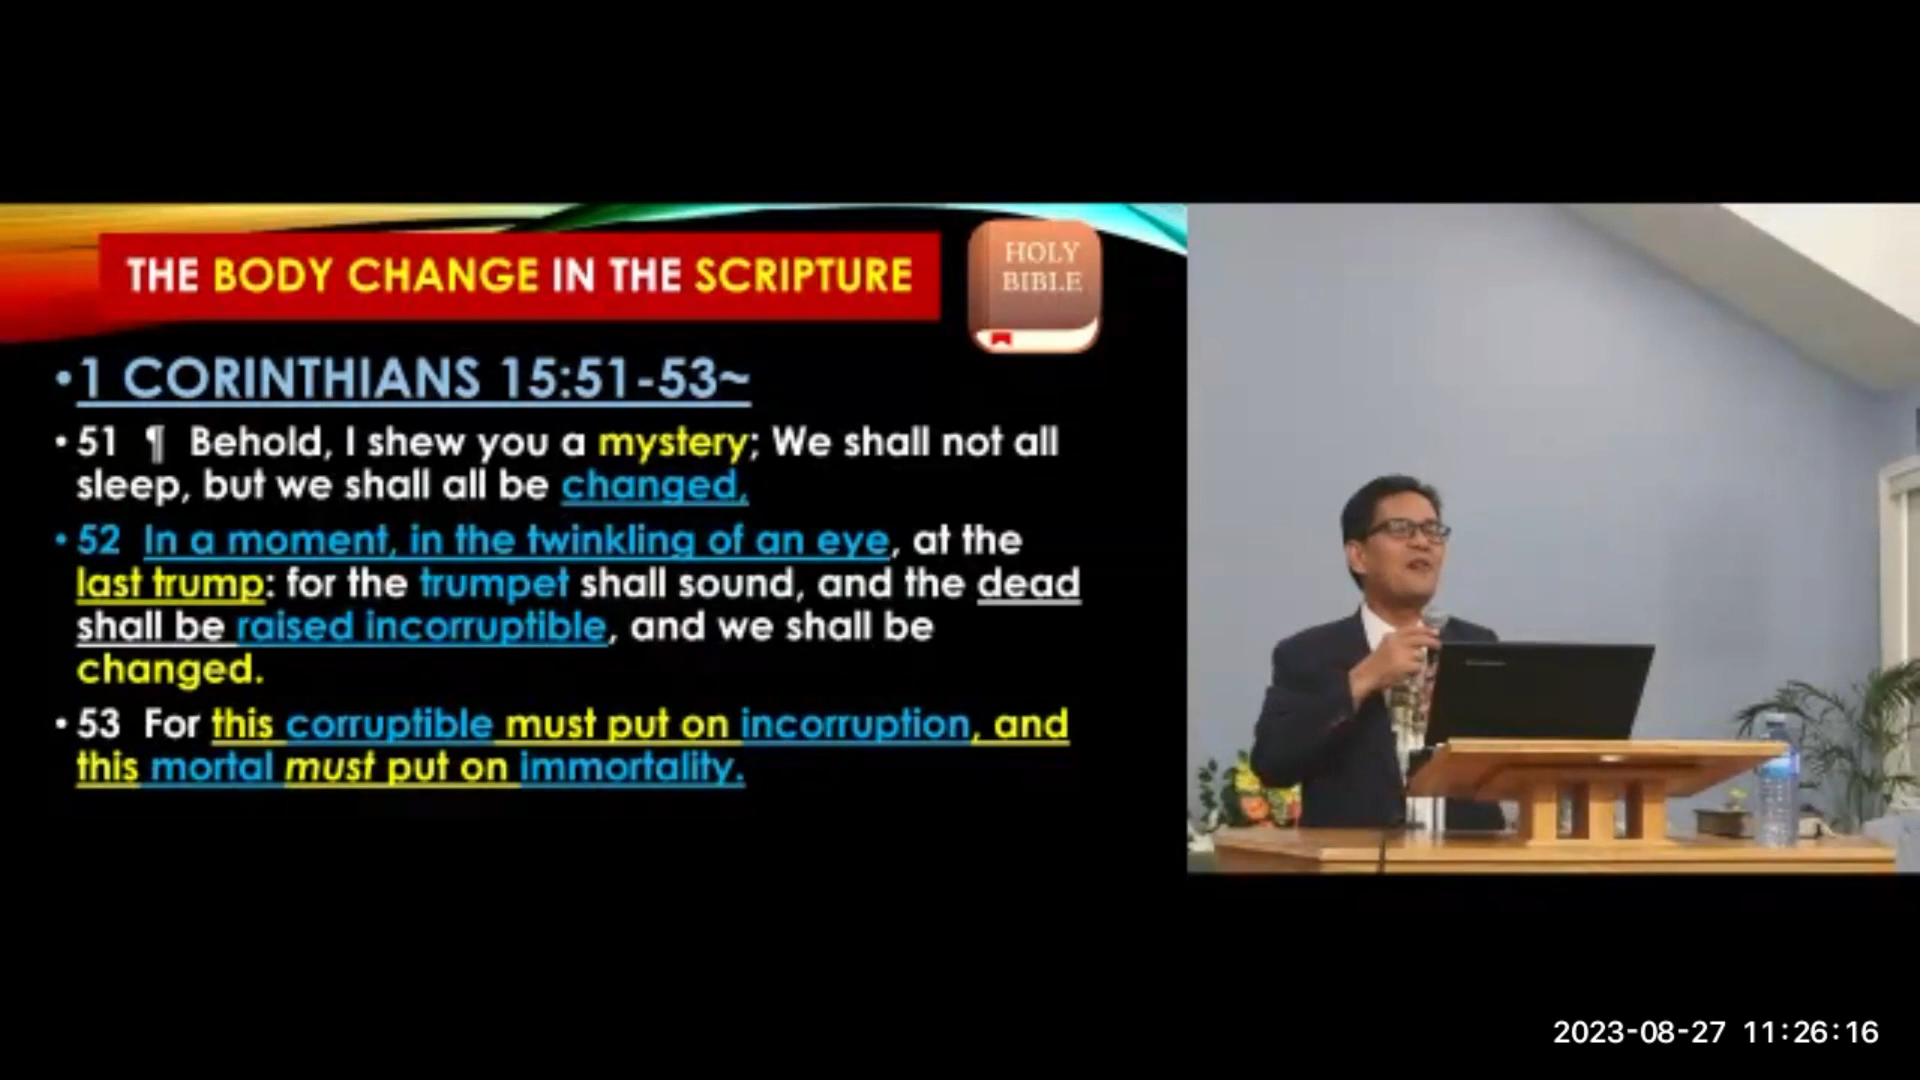 THE BODY CHANGE IN THE SCRIPTURE
HOLY
BIBLE
•1 CORINTHIANS 15:51-53~
• 51 ¶ Behold, I shew you a mystery; We shall not all
sleep, but we shall all be changed,
• 52 In a moment, in the twinkling of an eye, at the
last trump: for the trumpet shall sound, and the dead
shall be raised incorruptible, and we shall be
changed.
• 53 For this corruptible must put on incorruption, and
this mortal must put on immortality.
2023-08-27 11:26:16